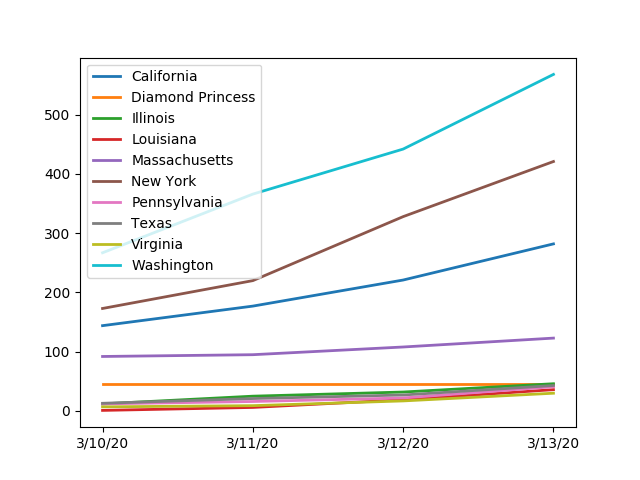 California
Diamond Princess
Illinois
Louisiana
Massachusetts
New York
Pennsylvania
Texas
Virginia
Washington
500
400
300
200
100
0
3/10/20 3/11/20 3/12/20 3/13/20